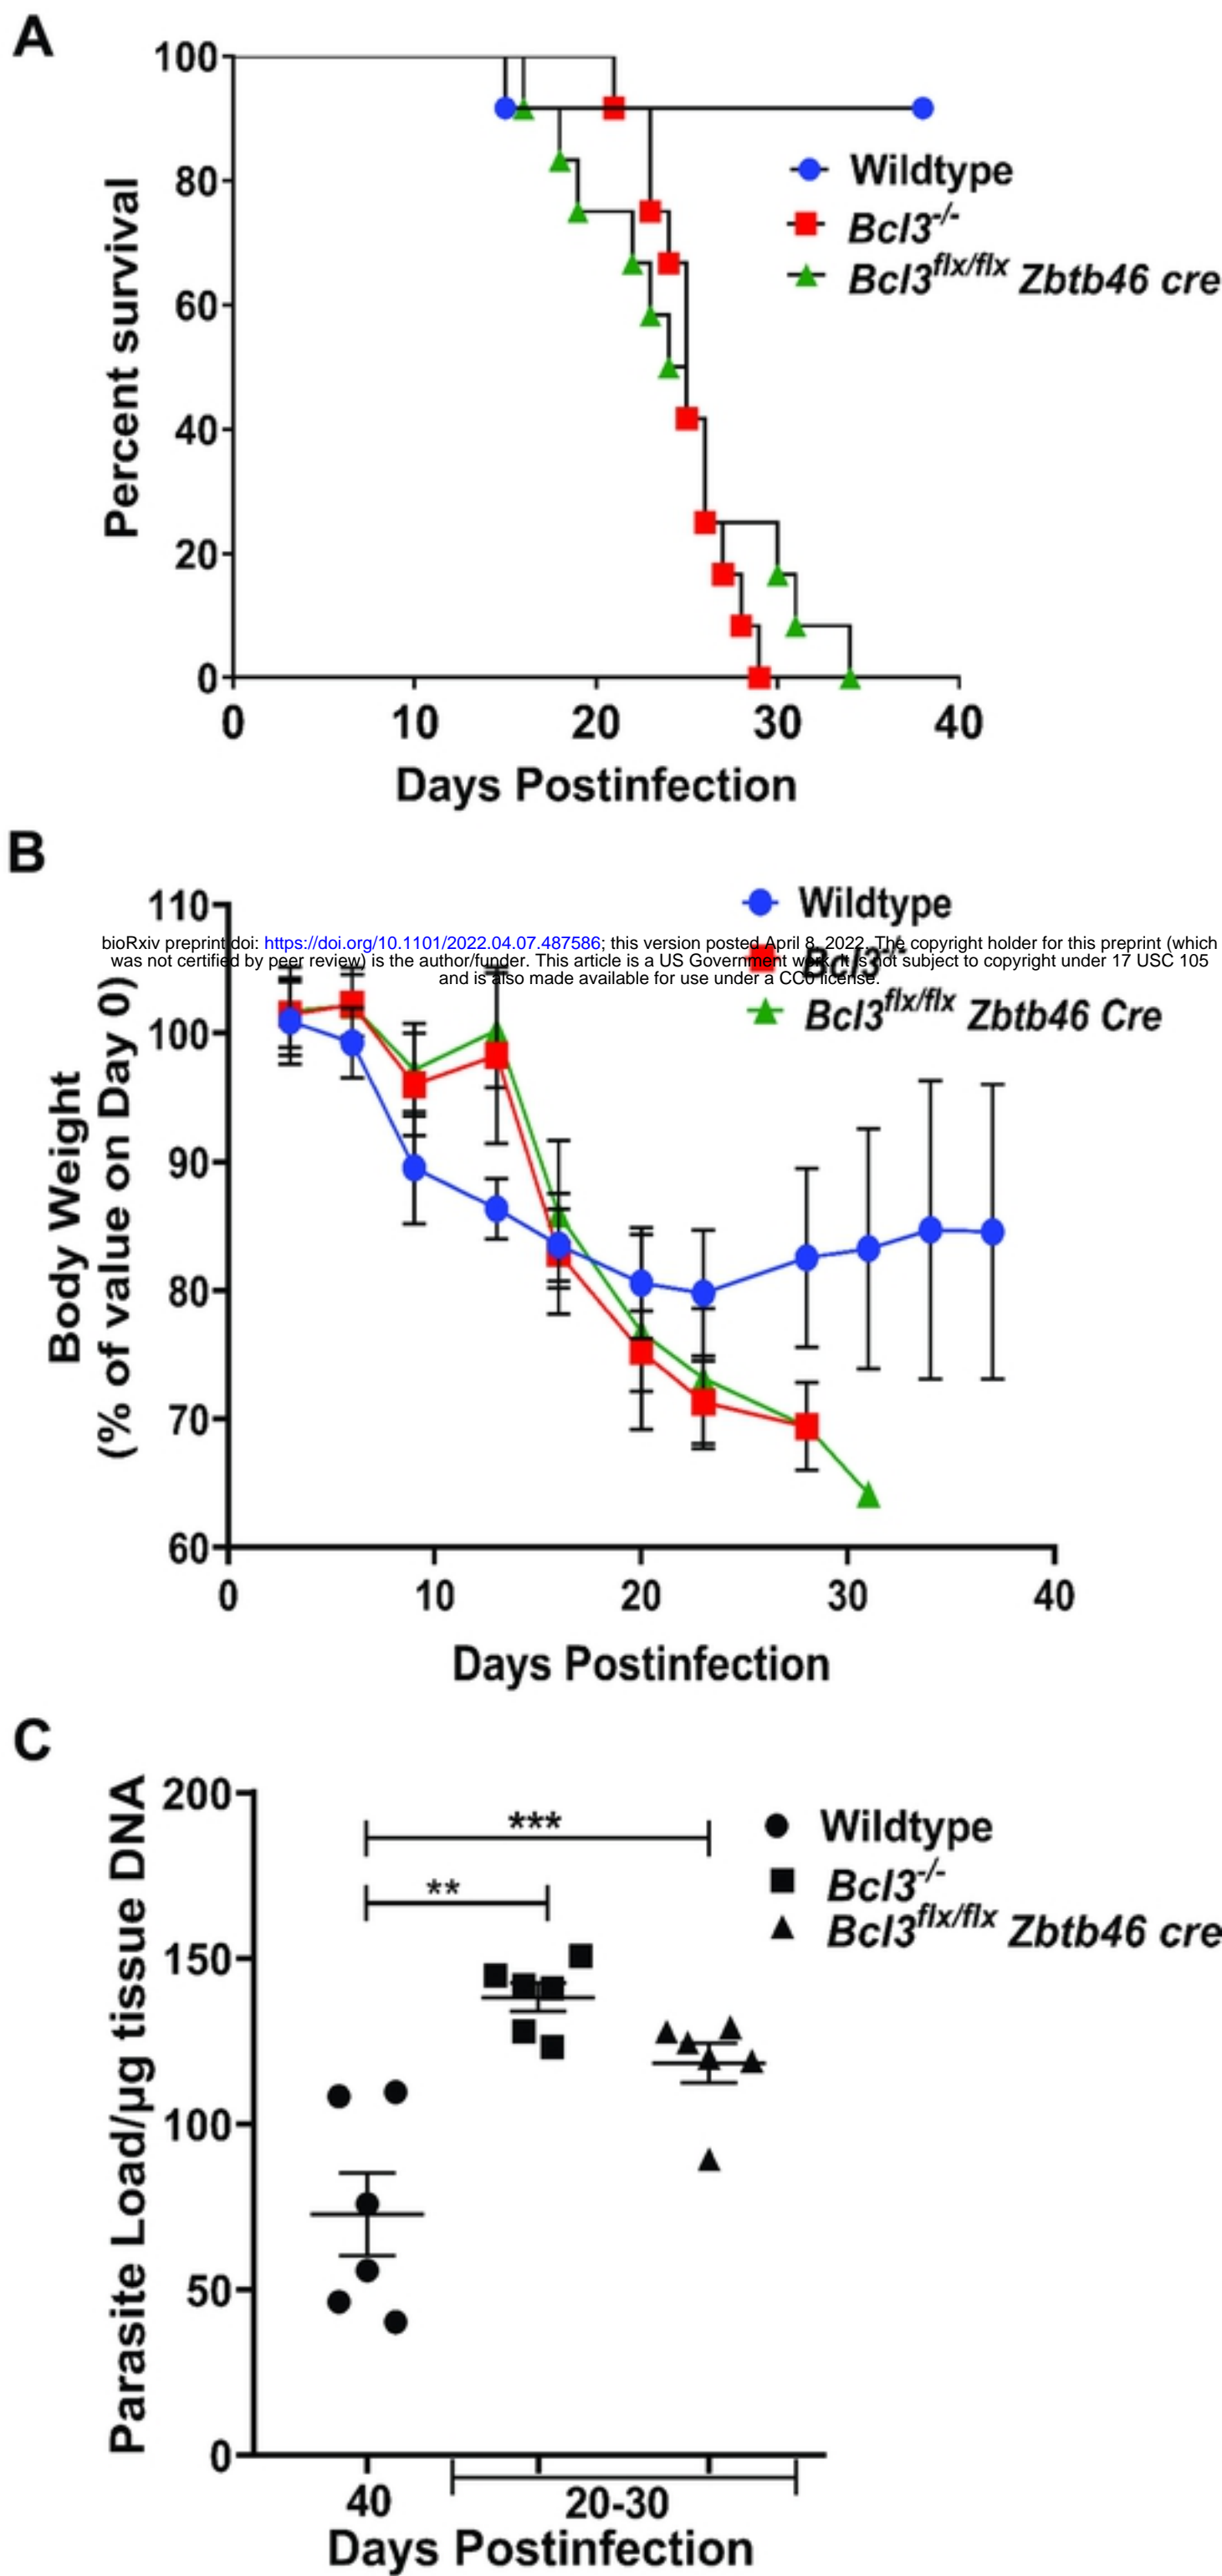 A
100
80
60
40
20
0
Percent survival
0 10 20 30 40
Days Postinfection
Wildtype
Bcl3-/-
Bcl3flx/flx Zbtb46 cre
B
110
100
90
80
70
60
Body Weight
(% of value on Day 0)
Wildtype
Bcl3-/-
Bcl3flx/flx Zbtb46 Cre
bioRxiv preprint doi: https://doi.org/10.1101/2022.04.07.487586; this version posted April 8, 2022. The copyright holder for this preprint (which
was not certified by peer review) is the author/funder. This article is a US Government work. It is not subject to copyright under 17 USC 105
and is also made available for use under a CC0 license.
0 10 20 30 40
Days Postinfection
C
200
150
100
50
0
Parasite Load/µg tissue DNA
***
**
Wildtype
Bcl3-/-
Bcl3flx/flx Zbtb46 cre
40 20-30
Days Postinfection